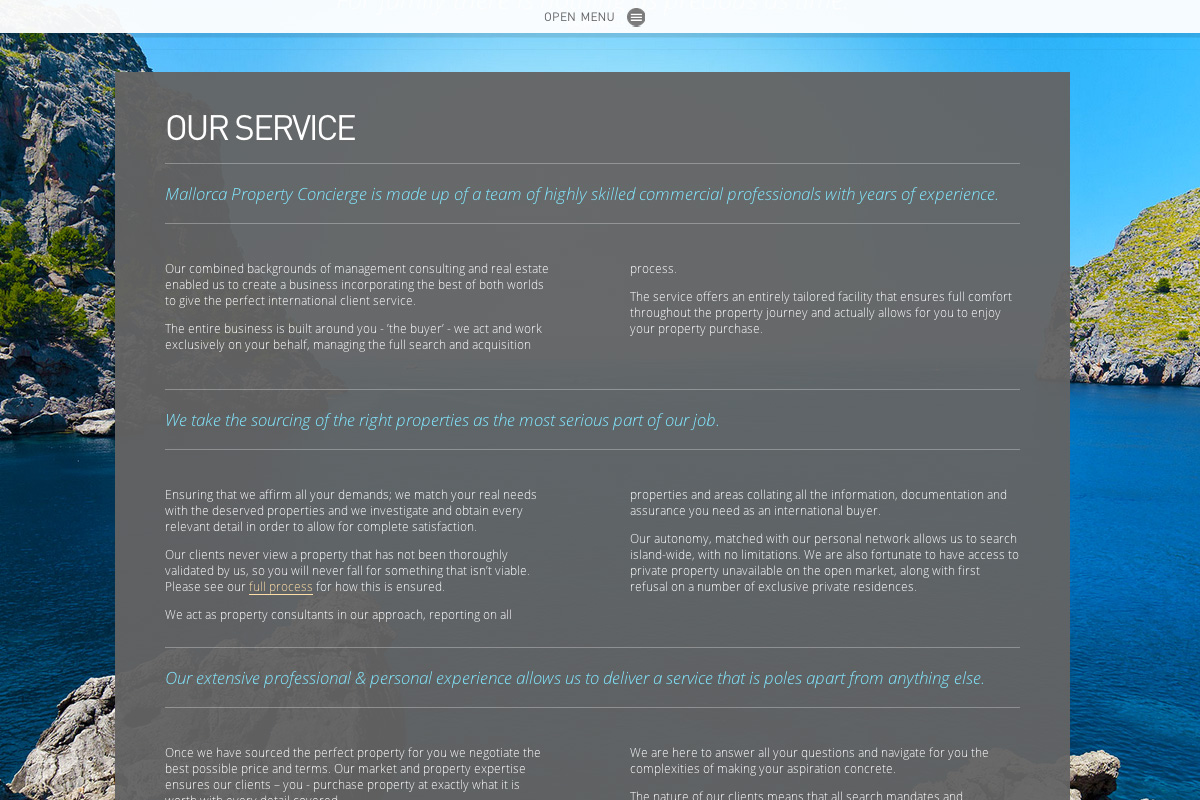 OPEN MENU
OUR SERVICE
Mallorca Property Concierge is made up of a team of highly skilled commercial professionals with years of experience.
Our combined backgrounds of management consulting and real estate
enabled us to create a business incorporating the best of both worlds
to give the perfect international client service.
The entire business is built around you - 'the buyer' - we act and work
exclusively on your behalf, managing the full search and acquisition
process.
The service offers an entirely tailored facility that ensures full comfort
throughout the property journey and actually allows for you to enjoy
your property purchase.
We take the sourcing of the right properties as the most serious part of our job.
Ensuring that we affirm all your demands; we match your real needs
with the deserved properties and we investigate and obtain every
relevant detail in order to allow for complete satisfaction.
Our clients never view a property that has not been thoroughly
validated by us, so you will never fall for something that isn't viable.
Please see our full process for how this is ensured.
We act as property consultants in our approach, reporting on all
properties and areas collating all the information, documentation and
assurance you need as an international buyer.
Our autonomy, matched with our personal network allows us to search
island-wide, with no limitations. We are also fortunate to have access to
private property unavailable on the open market, along with first
refusal on a number of exclusive private residences.
Our extensive professional & personal experience allows us to deliver a service that is poles apart from anything else.
Once we have sourced the perfect property for you we negotiate the
best possible price and terms. Our market and property expertise
ensures our clients – you - purchase property at exactly what it is
worth with every detail covered.
We are here to answer all your questions and navigate for you the
complexities of making your aspiration concrete.
The nature of our clients means that all search mandates and